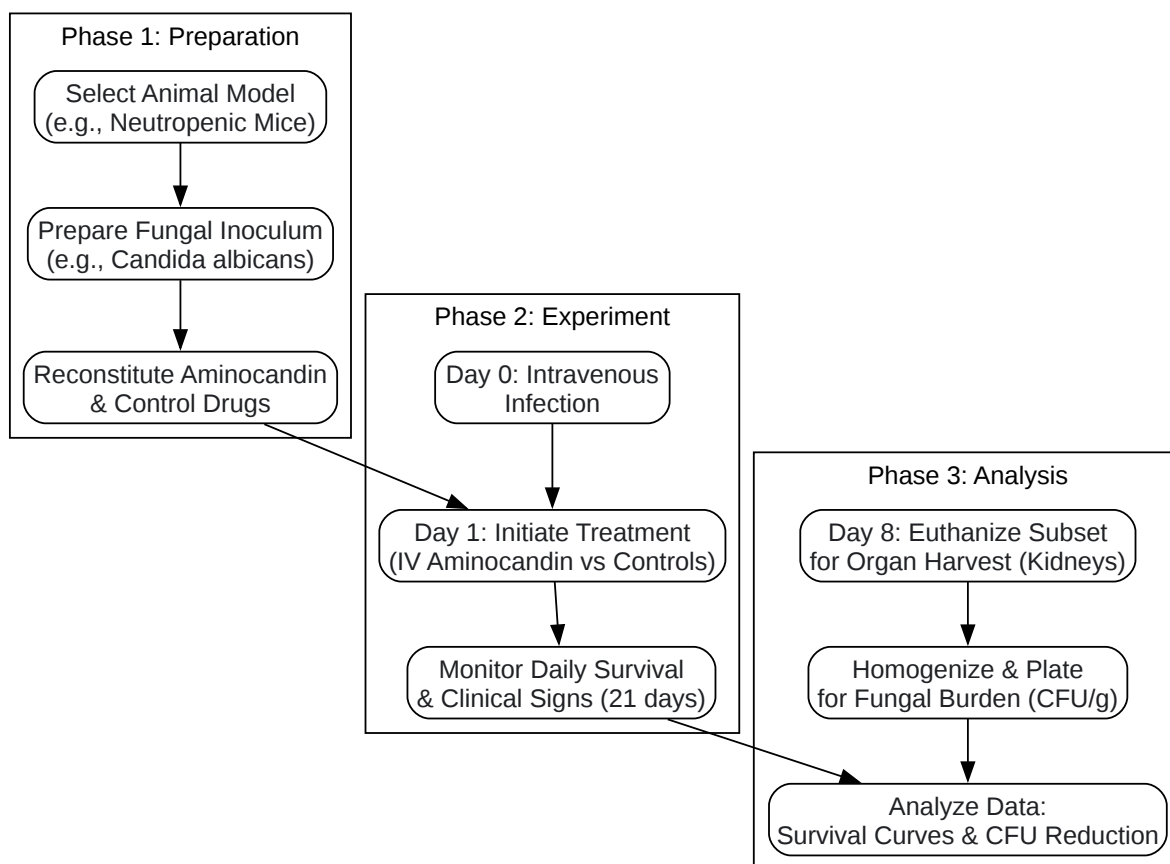 Phase 1: Preparation
Select Animal Model
(e.g., Neutropenic Mice)
Prepare Fungal Inoculum
(e.g., Candida albicans)
Reconstitute Aminocandin
& Control Drugs
Phase 2: Experiment
Day 0: Intravenous
Infection
Day 1: Initiate Treatment
(IV Aminocandin vs Controls)
Monitor Daily Survival
& Clinical Signs (21 days)
Phase 3: Analysis
Day 8: Euthanize Subset
for Organ Harvest (Kidneys)
Homogenize & Plate
for Fungal Burden (CFU/g)
Analyze Data:
Survival Curves & CFU Reduction